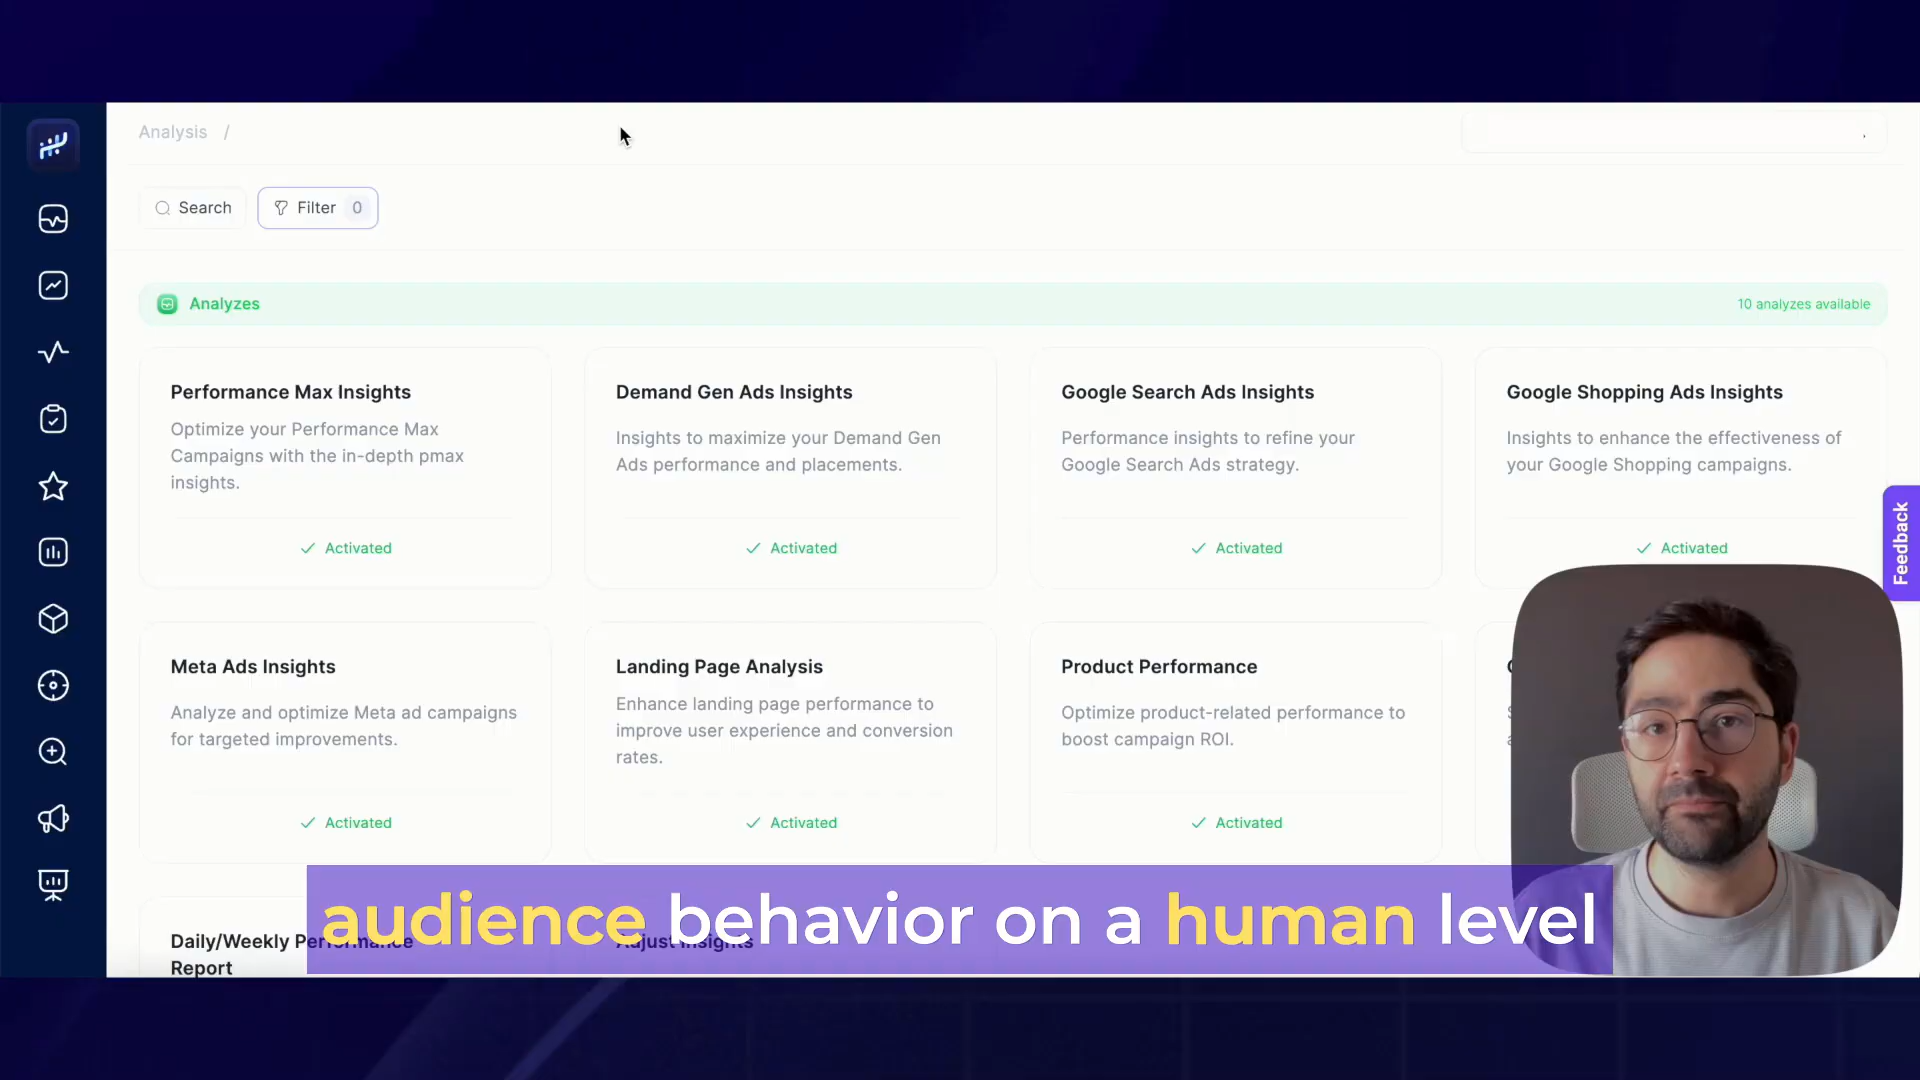 Analysis /
Search
Filter 0
Analyzes
10 analyzes available
Performance Max Insights
Optimize your Performance Max
Campaigns with the in-depth pmax
insights.
Activated
Demand Gen Ads Insights
Insights to maximize your Demand Gen
Ads performance and placements.
Activated
Google Search Ads Insights
Performance insights to refine your
Google Search Ads strategy.
Activated
Google Shopping Ads Insights
Insights to enhance the effectiveness of
your Google Shopping campaigns.
Activated
Feedback
Meta Ads Insights
Analyze and optimize Meta ad campaigns
for targeted improvements.
Activated
Landing Page Analysis
Enhance landing page performance to
improve user experience and conversion
rates.
Activated
Product Performance
Optimize product-related performance to
boost campaign ROI.
Activated
Daily/Weekly Performance
Report
Adjust Insights
audience behavior on a human level